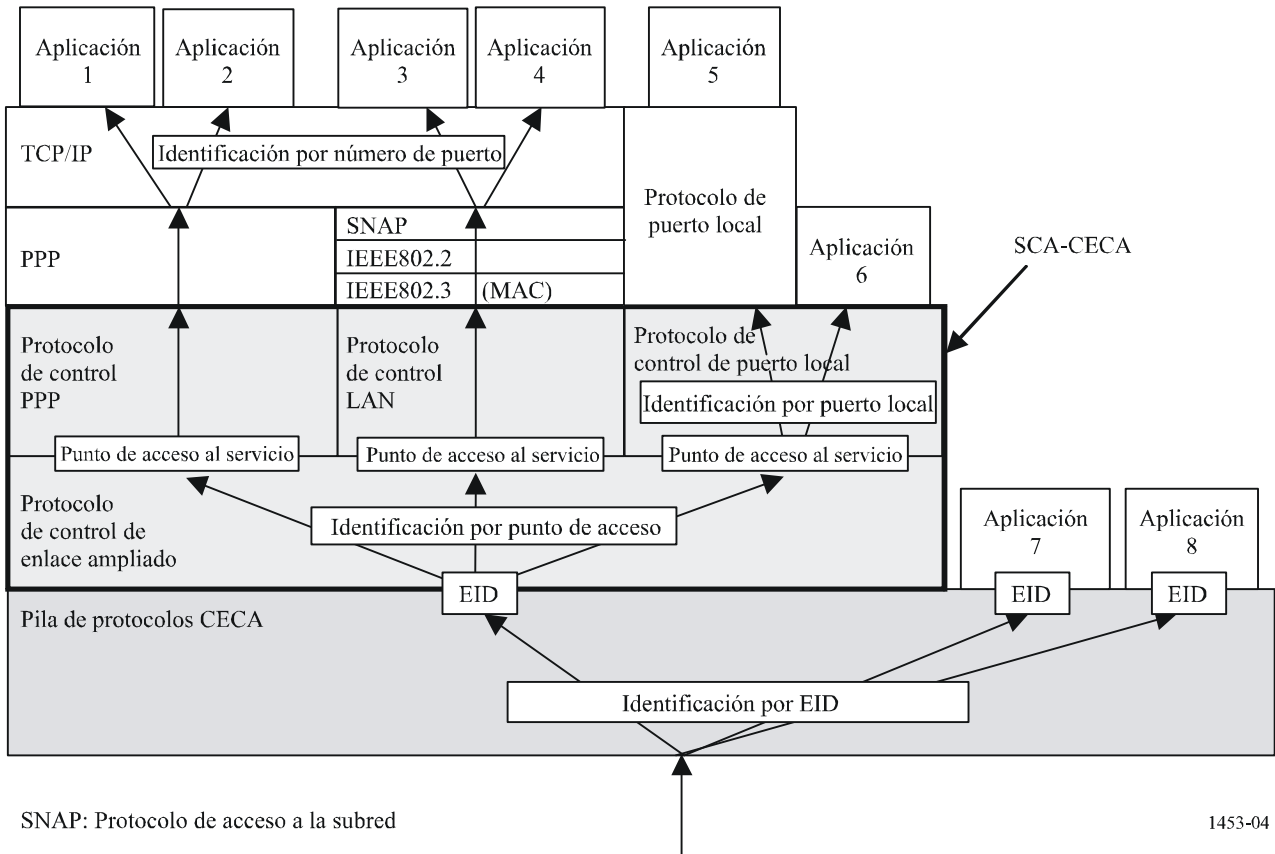 Aplicación
1
Aplicación
2
Aplicación
3
Aplicación
4
Aplicación
5
TCP/IP
Identificación por número de puerto
Protocolo de
puerto local
PPP
SNAP
IEEE802.2
IEEE802.3 (MAC)
Aplicación
6
SCA-CECA
Protocolo
de control
PPP
Protocolo
de control
LAN
Protocolo de
control de puerto local
Identificación por puerto local
Punto de acceso al servicio
Punto de acceso al servicio
Punto de acceso al servicio
Protocolo
de control de
enlace ampliado
Identificación por punto de acceso
Aplicación
7
Aplicación
8
EID
EID
EID
Pila de protocolos CECA
Identificación por EID
SNAP: Protocolo de acceso a la subred
1453-04